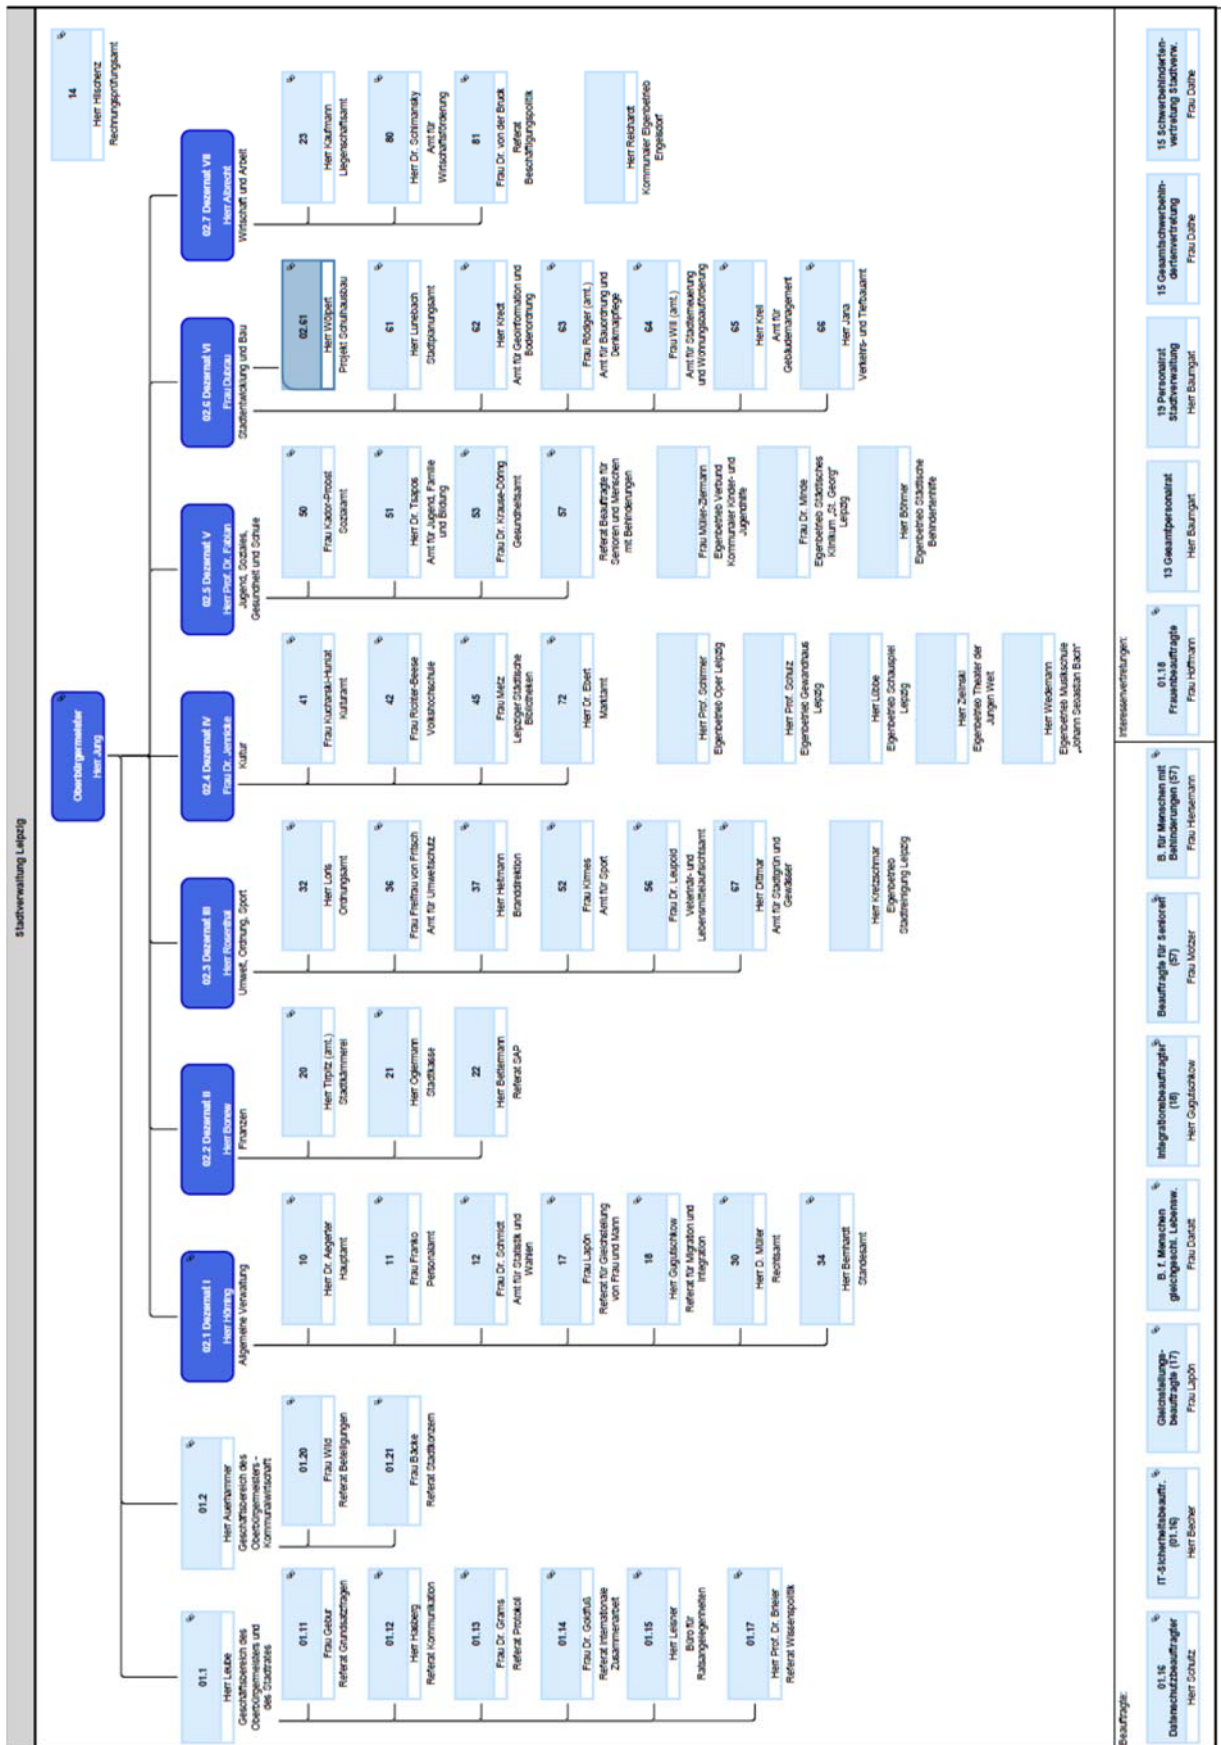 Stadtverwaltung Leipzig
Oberbürgermeister
Herr Jung
14
Herr Hilschenz
Rechnungsprüfungsamt
01.1
Herr Leube
Geschäftsbereich des
Oberbürgermeisters und
des Stadtrates
01.11
Frau Gebur
Referat Grundsatzfragen
01.12
Herr Hasberg
Referat Kommunikation
01.13
Frau Dr. Grams
Referat Protokoll
01.14
Frau Dr. Goldfuß
Referat Internationale
Zusammenarbeit
01.15
Herr Leisner
Büro für
Ratsangelegenheiten
01.17
Herr Prof. Dr. Brieler
Referat Wissenspolitik
01.2
Herr Auerhammer
Geschäftsbereich des
Oberbürgermeisters -
Kommunalwirtschaft
01.20
Frau Wild
Referat Beteiligungen
01.21
Frau Bäcke
Referat Stadtkonzern
02.1 Dezernat I
Herr Hörning
Allgemeine Verwaltung
10
Herr Dr. Aegerter
Hauptamt
11
Frau Franko
Personalamt
12
Frau Dr. Schmidt
Amt für Statistik und
Wahlen
17
Frau Lapón
Referat für Gleichstellung
von Frau und Mann
18
Herr Gugutschkow
Referat für Migration und
Integration
30
Herr D. Müller
Rechtsamt
34
Herr Bernhardt
Standesamt
02.2 Dezernat II
Herr Bonew
Finanzen
20
Herr Tirpitz (amt.)
Stadtkämmerei
21
Herr Ogiermann
Stadtkasse
22
Herr Bettermann
Referat SAP
02.3 Dezernat III
Herr Rosenthal
Umwelt, Ordnung, Sport
32
Herr Loris
Ordnungsamt
36
Frau Freifrau von Fritsch
Amt für Umweltschutz
37
Herr Heitmann
Branddirektion
52
Frau Kirmes
Amt für Sport
56
Frau Dr. Leupold
Veterinär- und
Lebensmittelaufsichtsamt
67
Herr Dittmar
Amt für Stadtgrün und
Gewässer
Herr Kretzschmar
Eigenbetrieb
Stadtreinigung Leipzig
02.4 Dezernat IV
Frau Dr. Jennicke
Kultur
41
Frau Kucharski-Huniat
Kulturamt
42
Frau Richter-Beese
Volkshochschule
45
Frau Metz
Leipziger Städtische
Bibliotheken
72
Herr Dr. Ebert
Marktamt
Herr Prof. Schirmer
Eigenbetrieb Oper Leipzig
Herr Prof. Schulz
Eigenbetrieb Gewandhaus
Leipzig
Herr Lübbe
Eigenbetrieb Schauspiel
Leipzig
Herr Zielinski
Eigenbetrieb Theater der
Jungen Welt
Herr Wiedemann
Eigenbetrieb Musikschule
„Johann Sebastian Bach“
02.5 Dezernat V
Herr Prof. Dr. Fabian
Jugend, Soziales,
Gesundheit und Schule
50
Frau Kador-Probst
Sozialamt
51
Herr Dr. Tsapos
Amt für Jugend, Familie
und Bildung
53
Frau Dr. Krause-Döring
Gesundheitsamt
57
Referat Beauftragte für
Senioren und Menschen
mit Behinderungen
Frau Müller-Ziermann
Eigenbetrieb Verbund
Kommunaler Kinder- und
Jugendhilfe
Frau Dr. Minde
Eigenbetrieb Städtisches
Klinikum „St. Georg“
Leipzig
Herr Böhmer
Eigenbetrieb Städtische
Behindertenhilfe
02.6 Dezernat VI
Frau Dubrau
Stadtentwicklung und Bau
02.61
Herr Wölpert
Projekt Schulhausbau
61
Herr Lunebach
Stadtplanungsamt
62
Herr Kredt
Amt für Geoinformation und
Bodenordnung
63
Frau Rödiger (amt.)
Amt für Bauordnung und
Denkmalpflege
64
Frau Will (amt.)
Amt für Stadterneuerung
und Wohnungsbauförderung
65
Herr Krell
Amt für
Gebäudemanagement
66
Herr Jana
Verkehrs- und Tiefbauamt
02.7 Dezernat VII
Herr Albrecht
Wirtschaft und Arbeit
23
Herr Kaufmann
Liegenschaftsamt
80
Herr Dr. Schimansky
Amt für
Wirtschaftsförderung
81
Frau Dr. von der Bruck
Referat
Beschäftigungspolitik
Herr Reichardt
Kommunaler Eigenbetrieb
Engelsdorf
Beauftragte:
01.16
Datenschutzbeauftragter
Herr Schultz
IT-Sicherheitsbeauftr.
(01.16)
Herr Becher
Gleichstellungs-
beauftragte (17)
Frau Lapón
B. f. Menschen
gleichgeschl. Lebensw.
Frau Darlatt
Integrationsbeauftragter
(18)
Herr Gugutschkow
Beauftragte für Senioren
(57)
Frau Motzer
B. für Menschen mit
Behinderungen (57)
Frau Hiersemann
Interessenvertretungen:
01.18
Frauenbeauftragte
Frau Hoffmann
13 Gesamtpersonalrat
Herr Baumgart
19 Personalrat
Stadtverwaltung
Herr Baumgart
15 Gesamtschwerbehin-
dertenvertretung
Frau Dathe
15 Schwerbehinderten-
vertretung Stadtverw.
Frau Dathe